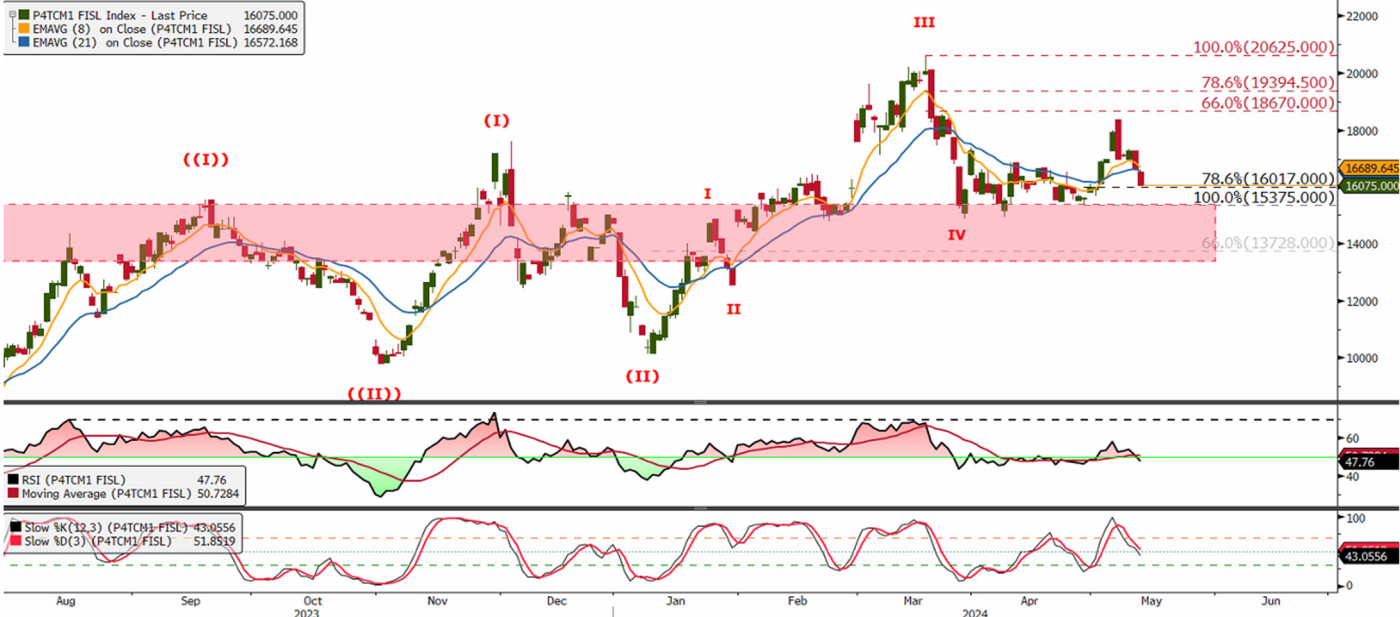 P4TCM1 FISL Index - Last Price 16075.000
EMAVG (8) on Close (P4TCM1 FISL) 16689.645
EMAVG (21) on Close (P4TCM1 FISL) 16572.168
III
22000
100.0%(20625.000)
20000
78.6%(19394.500)
66.0%(18670.000)
(I)
18000
((I))
16689.645
78.6%(16017.000)
16075.000
I
100.0%(15375.000)
IV
14000
66.0%(13728.000)
II
12000
10000
(II)
((II))
60
47.76
40
RSI (P4TCM1 FISL) 47.76
Moving Average (P4TCM1 FISL) 50.7284
100
Slow %K(12,3) (P4TCM1 FISL) 43.0556
Slow %D(3) (P4TCM1 FISL) 51.8519
43.0556
0
Aug Sep Oct Nov Dec Jan Feb Mar Apr May Jun
2023 2024